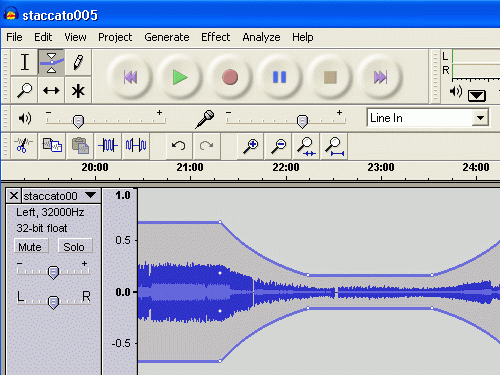 staccato005
File Edit View Project Generate Effect Analyze Help
L
R
- + - + Line In
20:00 21:00 22:00 23:00 24:00
staccato00
Left, 32000Hz
32-bit float
Mute Solo
- +
L R
1.0
0.5
0.0
-0.5